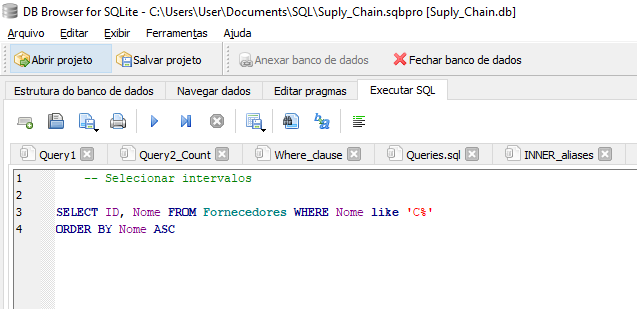 DB Browser for SQLite - C:\Users\User\Documents\SQL\Suply_Chain.sqbpro [Suply_Chain.db]
Arquivo Editar Exibir Ferramentas Ajuda
Abrir projeto Salvar projeto Anexar banco de dados Fechar banco de dados
Estrutura do banco de dados Navegar dados Editar pragmas Executar SQL
Query1 Query2_Count Where_clause Queries.sql INNER_aliases
1 -- Selecionar intervalos
2
3 SELECT ID, Nome FROM Fornecedores WHERE Nome like 'C%'
4 ORDER BY Nome ASC